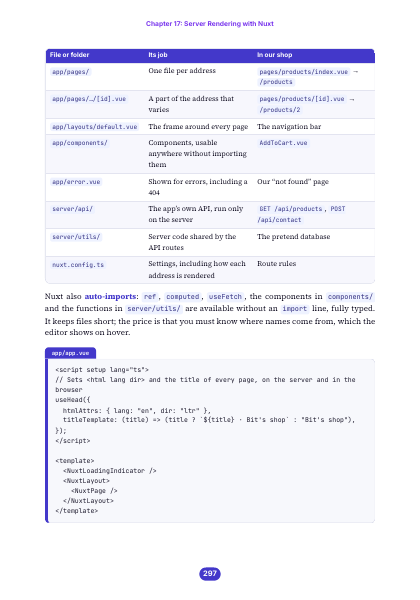 Chapter 17: Server Rendering with Nuxt
File or folder Its job In our shop
app/pages/ One file per address pages/products/index.vue →
/products
app/pages/…/[id].vue A part of the address that pages/products/[id].vue →
varies /products/2
app/layouts/default.vue The frame around every page The navigation bar
app/components/ Components, usable AddToCart.vue
anywhere without importing
them
app/error.vue Shown for errors, including a Our “not found” page
404
server/api/ The app’s own API, run only GET /api/products, POST
on the server /api/contact
server/utils/ Server code shared by the The pretend database
API routes
nuxt.config.ts Settings, including how each Route rules
address is rendered
Nuxt also auto-imports: ref, computed, useFetch, the components in components/
and the functions in server/utils/ are available without an import line, fully typed.
It keeps files short; the price is that you must know where names come from, which the
editor shows on hover.
app/app.vue
<script setup lang="ts">
// Sets <html lang dir> and the title of every page, on the server and in the
browser
useHead({
  htmlAttrs: { lang: "en", dir: "ltr" },
  titleTemplate: (title) => (title ? `${title} · Bit's shop` : "Bit's shop"),
});
</script>
<template>
  <NuxtLoadingIndicator />
  <NuxtLayout>
    <NuxtPage />
  </NuxtLayout>
</template>
297